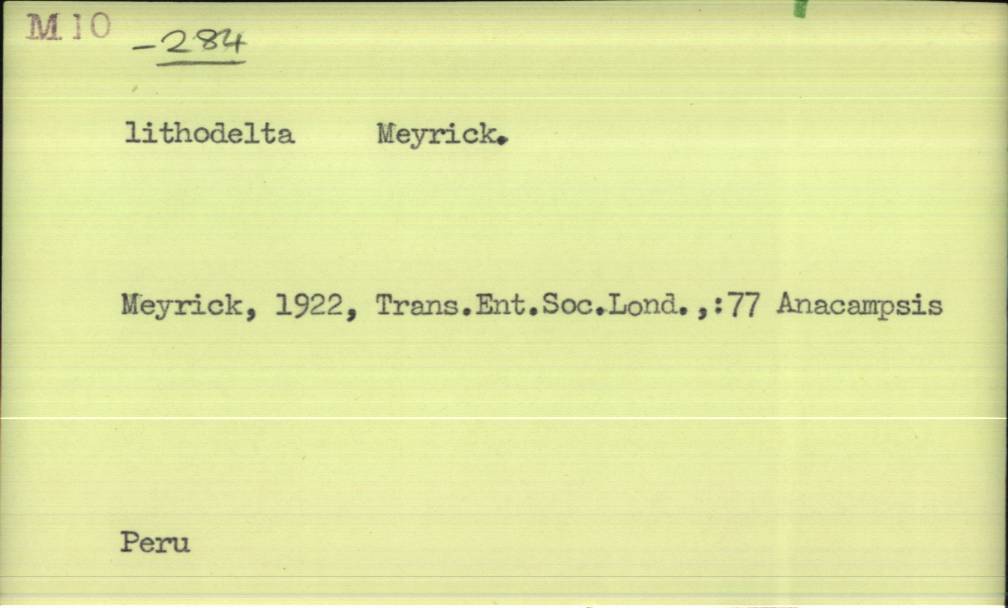 M10 -284
lithodelta Meyrick.
Meyrick, 1922, Trans.Ent.Soc.Lond.,:77 Anacampsis
Peru